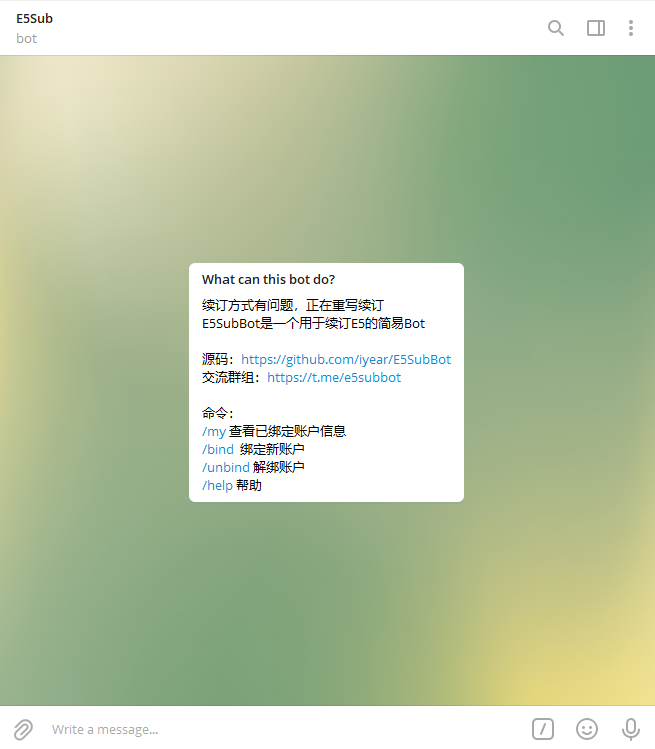 E5Sub
bot
What can this bot do?
续订方式有问题，正在重写续订
E5SubBot是一个用于续订E5的简易Bot
源码：https://github.com/iyear/E5SubBot
交流群组：https://t.me/e5subbot
命令：
/my 查看已绑定账户信息
/bind  绑定新账户
/unbind 解绑账户
/help 帮助
Write a message...